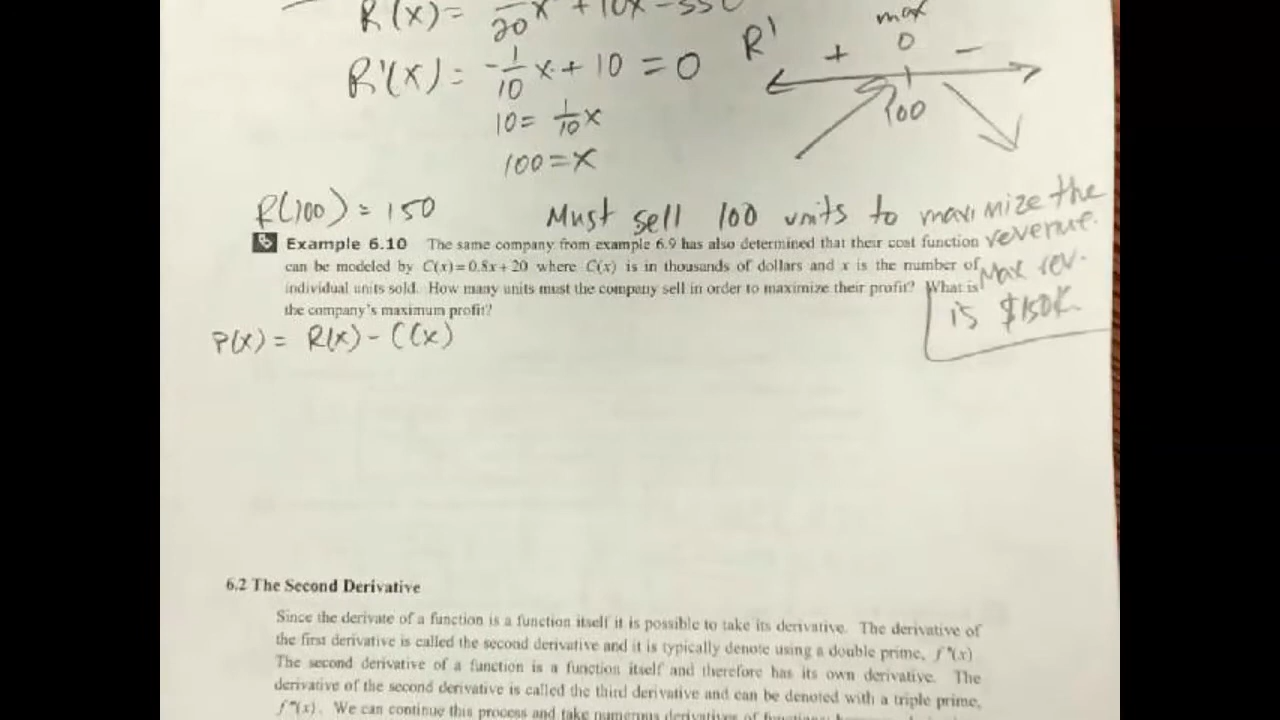 R(x) = 20 x + 10x - 350
R'(x) = -1/10 x + 10 = 0
R' + max 0 -
100
10 = 1/10 x
100 = x
R(100) = 150 Must sell 100 units to maximize the revenue.
Max rev. is $150K
Example 6.10 The same company from example 6.9 has also determined that their cost function
can be modeled by C(x)=0.8x+20 where C(x) is in thousands of dollars and x is the number of
individual units sold. How many units must the company sell in order to maximize their profit? What is
the company's maximum profit?
P(x) = R(x) - C(x)
6.2 The Second Derivative
Since the derivate of a function is a function itself it is possible to take its derivative. The derivative of
the first derivative is called the second derivative and it is typically denote using a double prime, f''(x)
The second derivative of a function is a function itself and therefore has its own derivative. The
derivative of the second derivative is called the third derivative and can be denoted with a triple prime,
f'''(x). We can continue this process and take numerous derivatives of functions